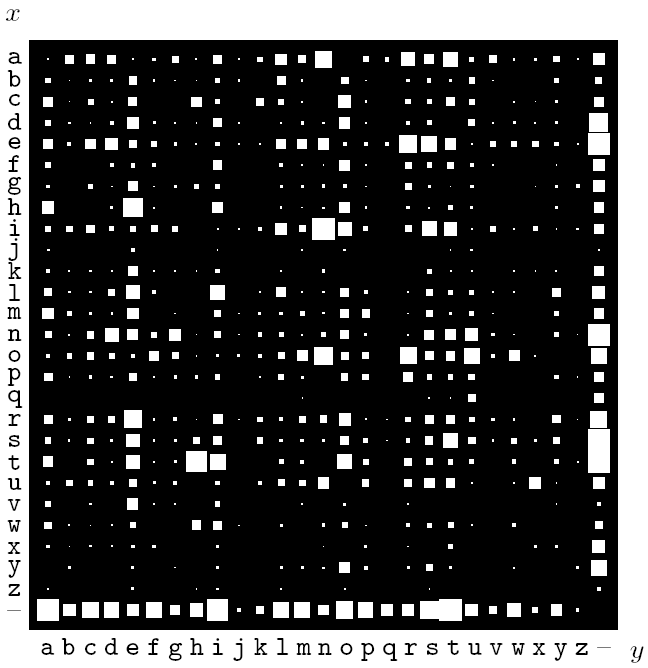 x
a
b
c
d
e
f
g
h
i
j
k
l
m
n
o
p
q
r
s
t
u
v
w
x
y
z
–
a b c d e f g h i j k l m n o p q r s t u v w x y z – y